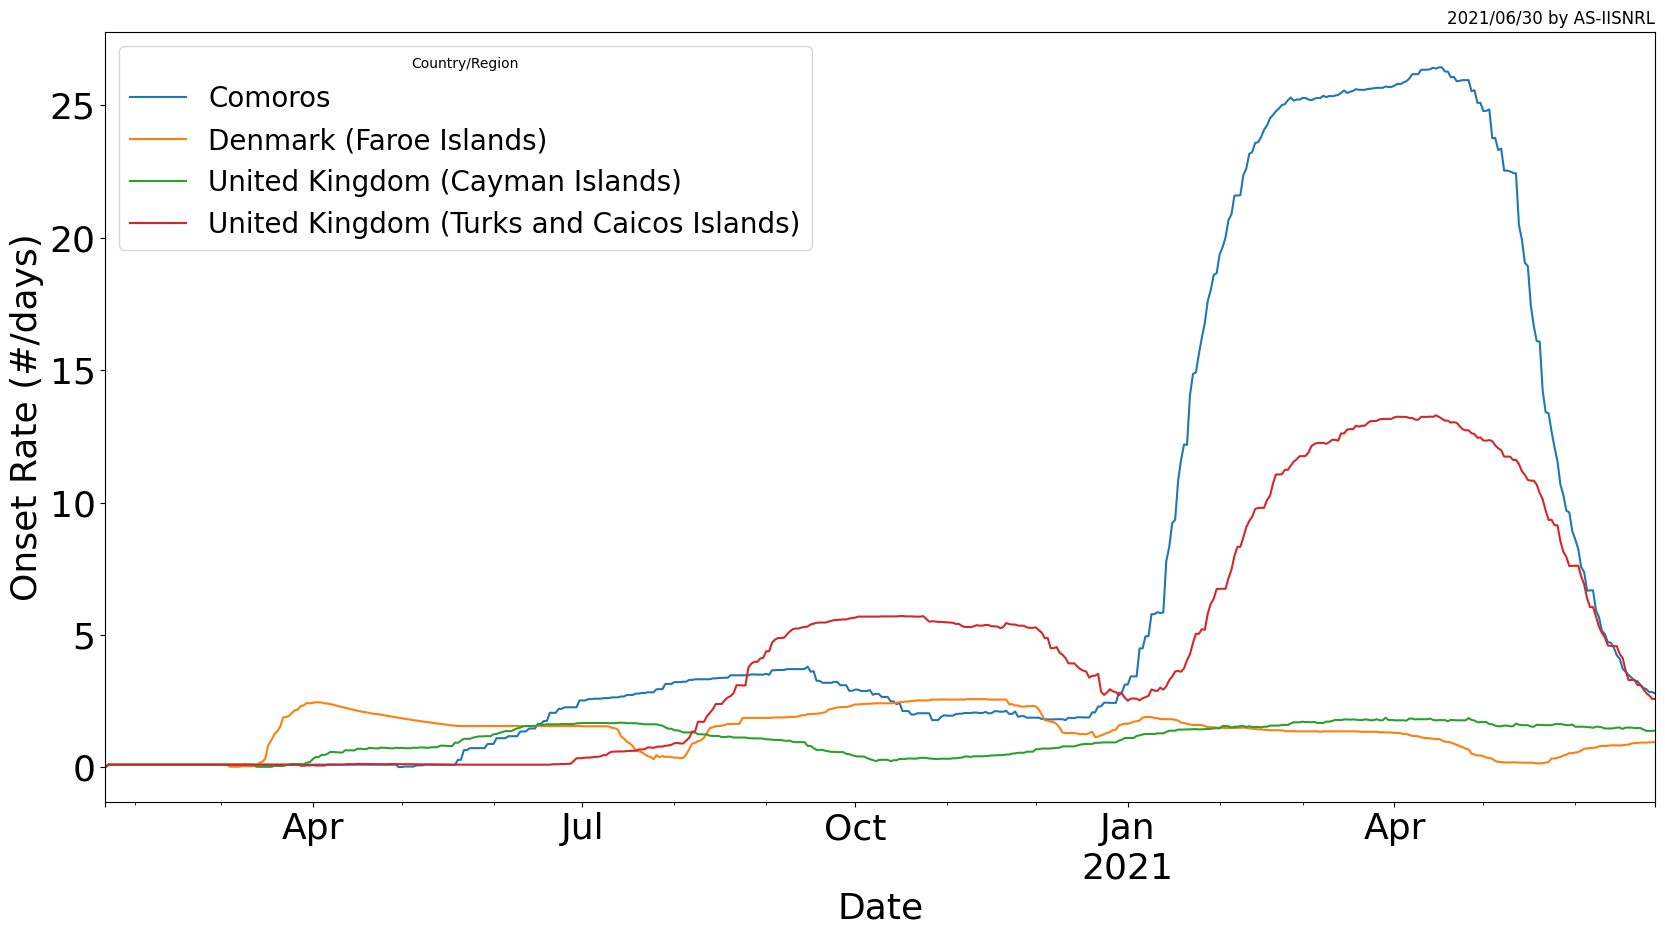 2021/06/30 by AS-IISNRL
Country/Region
Comoros
Denmark (Faroe Islands)
United Kingdom (Cayman Islands)
United Kingdom (Turks and Caicos Islands)
Onset Rate (#/days)
25
20
15
10
5
0
Apr Jul Oct Jan Apr
2021
Date